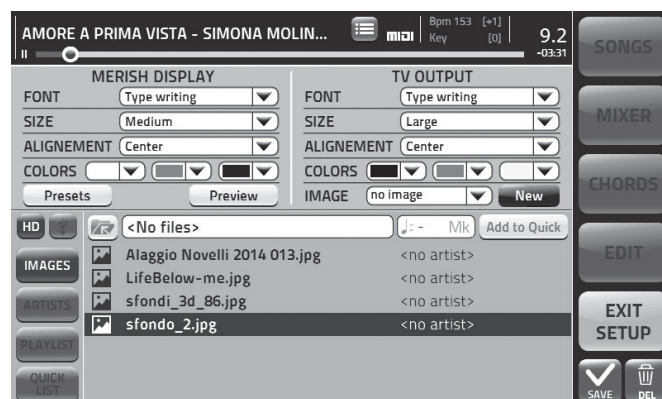 AMORE A PRIMA VISTA - SIMONA MOLIN...
midi
Bpm 153 [+1]
Key [0]
9.2
-03:31
MERISH DISPLAY
FONT Type writing
SIZE Medium
ALIGNEMENT Center
COLORS
Presets Preview
TV OUTPUT
FONT Type writing
SIZE Large
ALIGNEMENT Center
COLORS
IMAGE no image New
HD
<No files> ♩= - Mk Add to Quick
IMAGES
ARTISTS
PLAYLIST
QUICK LIST
Alaggio Novelli 2014 013.jpg <no artist>
LifeBelow-me.jpg <no artist>
sfondi_3d_86.jpg <no artist>
sfondo_2.jpg <no artist>
SONGS
MIXER
CHORDS
EDIT
EXIT
SETUP
SAVE DEL